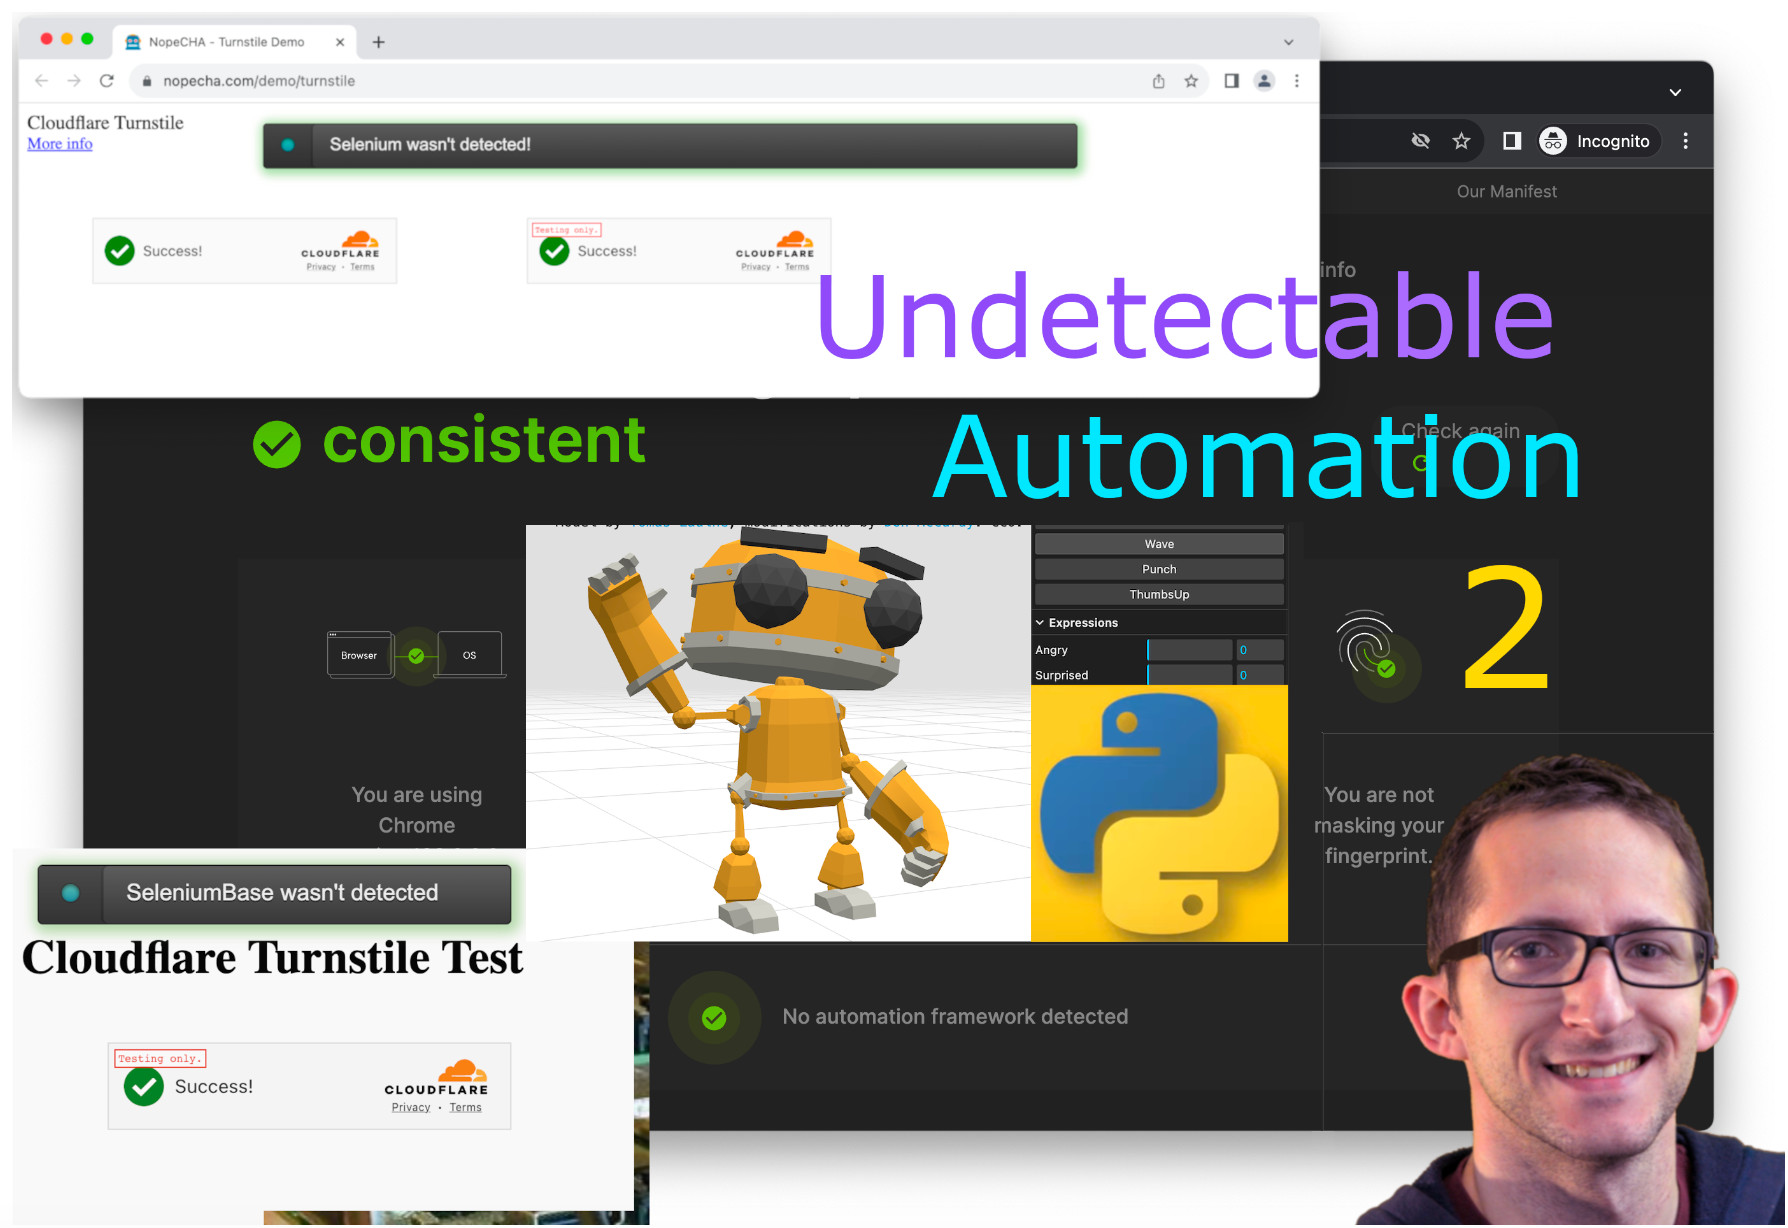 NopeCHA - Turnstile Demo
nopecha.com/demo/turnstile
Cloudflare Turnstile
More info
Selenium wasn't detected!
Success!
CLOUDFLARE
Privacy • Terms
Testing only.
Success!
CLOUDFLARE
Privacy • Terms
Incognito
Our Manifest
info
Undetectable
Automation
2
Check again
consistent
Wave
Punch
ThumbsUp
Expressions
Angry 0
Surprised 0
Browser
OS
You are using
Chrome
You are not
masking your
fingerprint.
SeleniumBase wasn't detected
Cloudflare Turnstile Test
Testing only.
Success!
CLOUDFLARE
Privacy • Terms
No automation framework detected